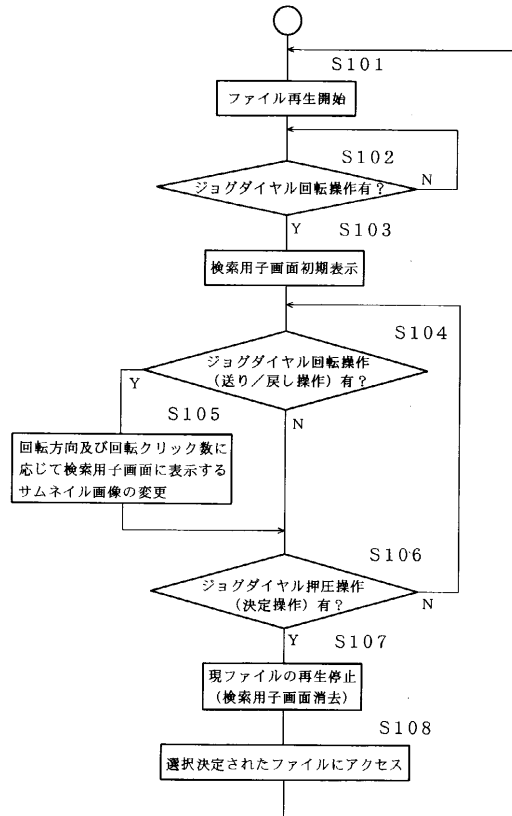 S101
ファイル再生開始
S102
ジョグダイヤル回転操作有？
N
Y
S103
検索用子画面初期表示
S104
ジョグダイヤル回転操作
（送り／戻し操作）有？
Y
N
S105
回転方向及び回転クリック数に
応じて検索用子画面に表示する
サムネイル画像の変更
S106
ジョグダイヤル押圧操作
（決定操作）有？
N
Y
S107
現ファイルの再生停止
（検索用子画面消去）
S108
選択決定されたファイルにアクセス